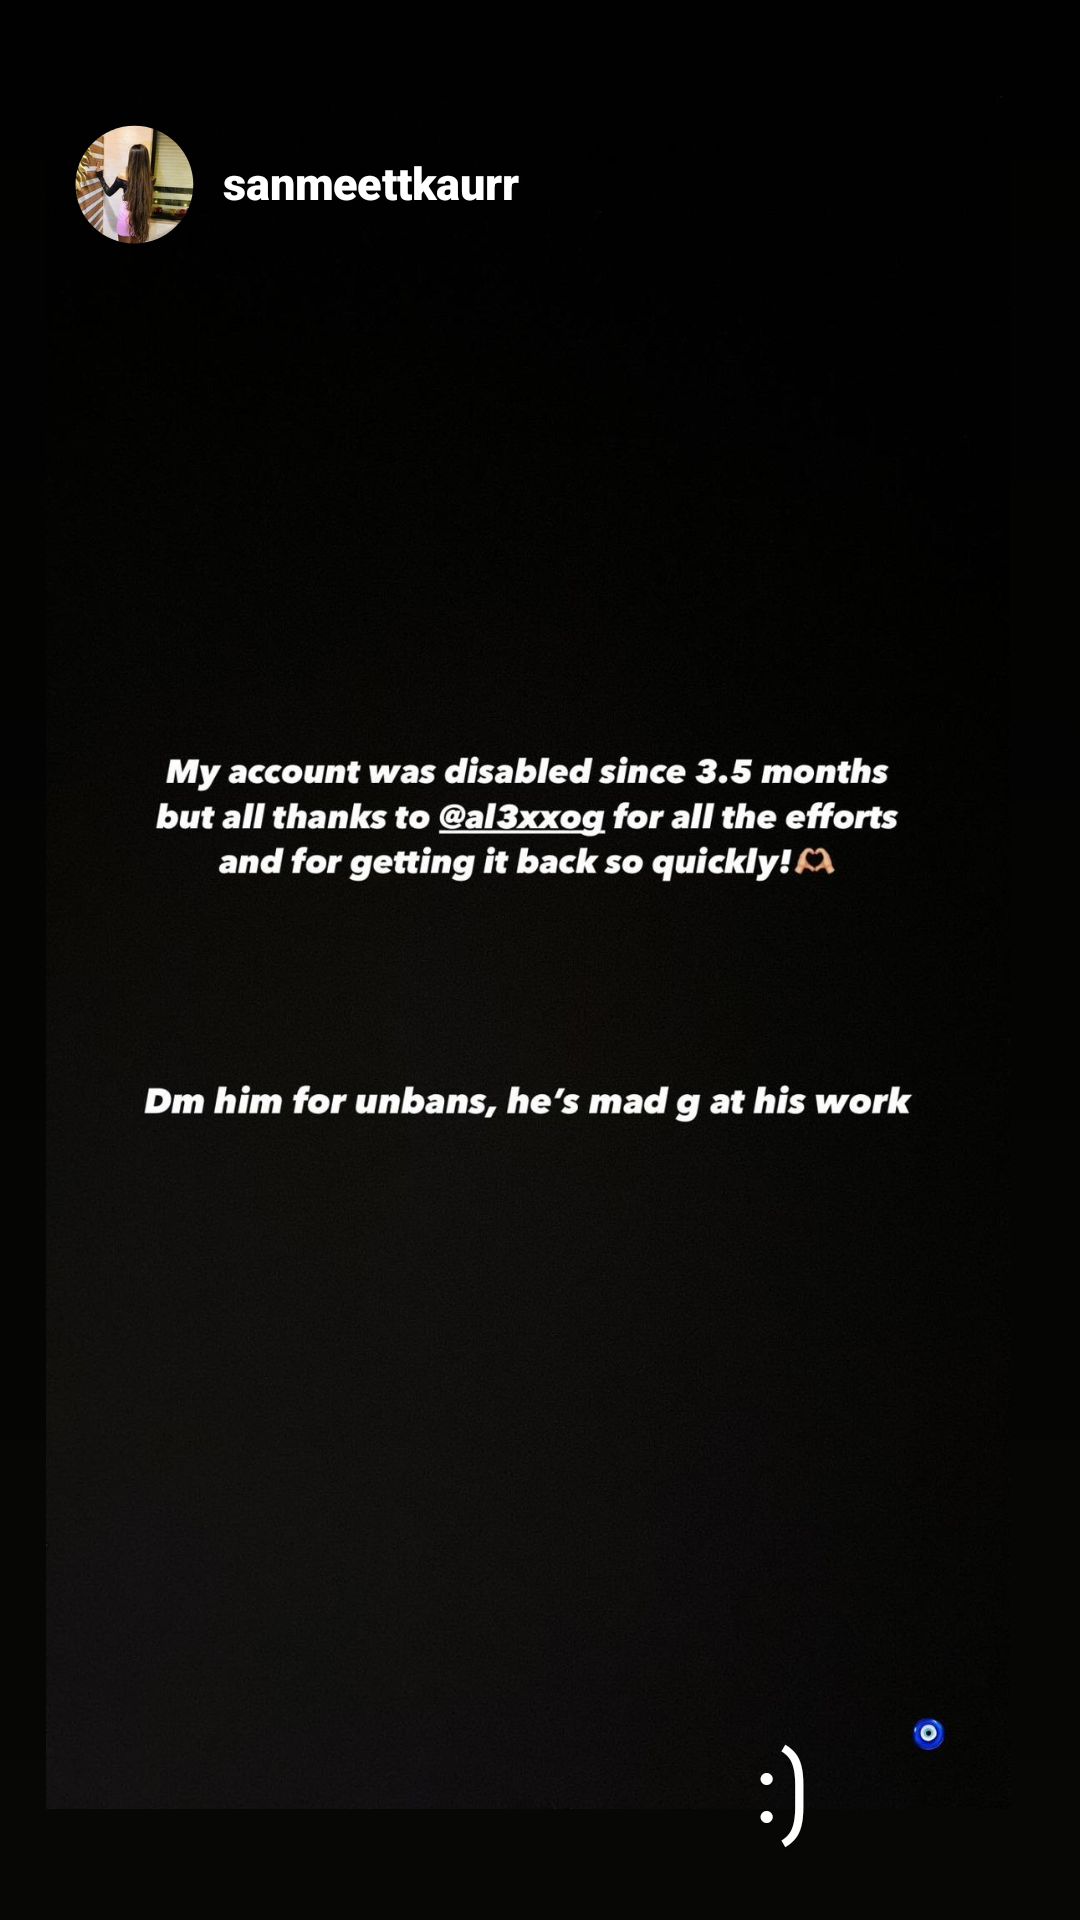 sanmeettkaurr
My account was disabled since 3.5 months
but all thanks to @al3xxog for all the efforts
and for getting it back so quickly!🫶🏼
Dm him for unbans, he’s mad g at his work
:)